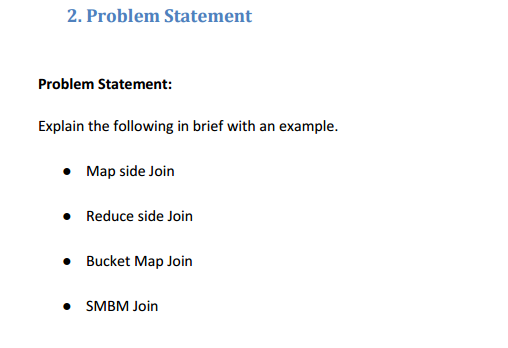 2. Problem Statement
Problem Statement:
Explain the following in brief with an example.
● Map side Join
● Reduce side Join
● Bucket Map Join
● SMBM Join